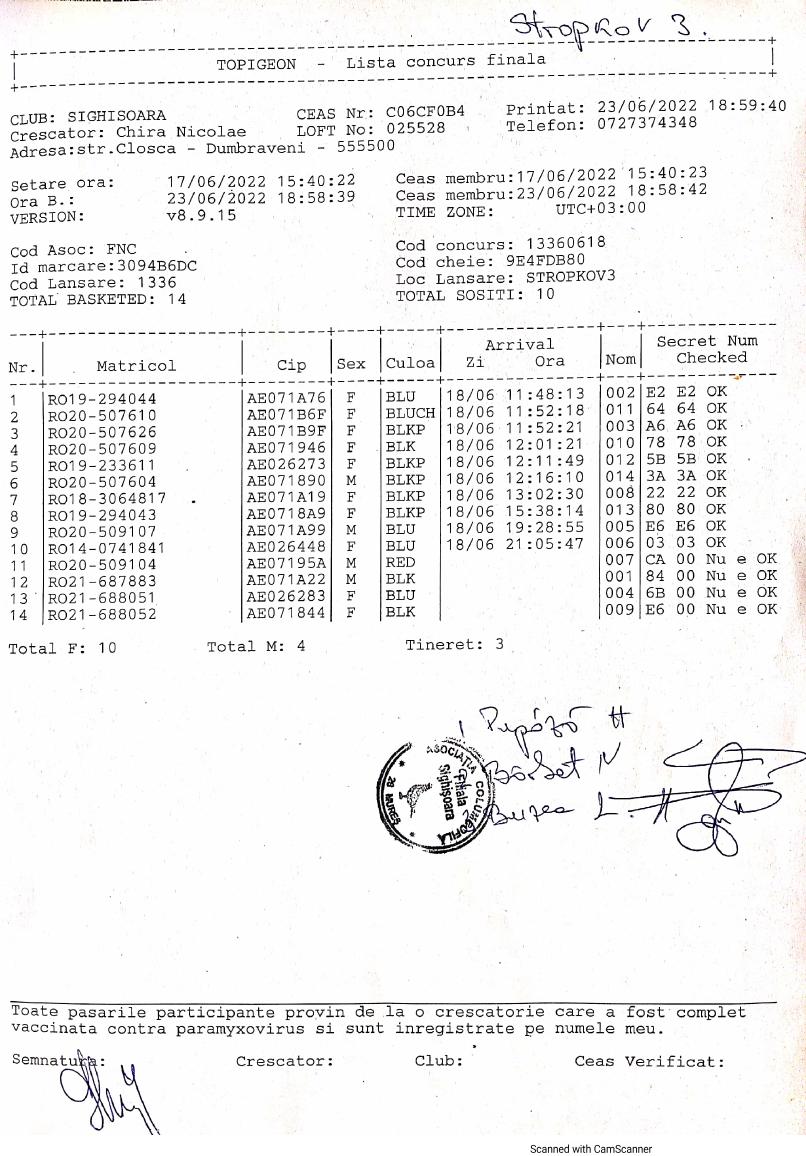 Stropkov 3.
TOPIGEON - Lista concurs finala
CLUB: SIGHISOARA CEAS Nr: C06CF0B4 Printat: 23/06/2022 18:59:40
Crescator: Chira Nicolae LOFT No: 025528 Telefon: 0727374348
Adresa:str.Closca - Dumbraveni - 555500
Setare ora: 17/06/2022 15:40:22 Ceas membru:17/06/2022 15:40:23
Ora B.: 23/06/2022 18:58:39 Ceas membru:23/06/2022 18:58:42
VERSION: v8.9.15 TIME ZONE: UTC+03:00
Cod Asoc: FNC Cod concurs: 13360618
Id marcare:3094B6DC Cod cheie: 9E4FDB80
Cod Lansare: 1336 Loc Lansare: STROPKOV3
TOTAL BASKETED: 14 TOTAL SOSITI: 10
Arrival Secret Num
Nr. Matricol Cip Sex Culoa Zi Ora Nom Checked
1 RO19-294044 AE071A76 F BLU 18/06 11:48:13 002 E2 E2 OK
2 RO20-507610 AE071B6F F BLUCH 18/06 11:52:18 011 64 64 OK
3 RO20-507626 AE071B9F F BLKP 18/06 11:52:21 003 A6 A6 OK
4 RO20-507609 AE071946 F BLK 18/06 12:01:21 010 78 78 OK
5 RO19-233611 AE026273 F BLKP 18/06 12:11:49 012 5B 5B OK
6 RO20-507604 AE071890 M BLKP 18/06 12:16:10 014 3A 3A OK
7 RO18-3064817 AE071A19 F BLKP 18/06 13:02:30 008 22 22 OK
8 RO19-294043 AE0718A9 F BLKP 18/06 15:38:14 013 80 80 OK
9 RO20-509107 AE071A99 M BLU 18/06 19:28:55 005 E6 E6 OK
10 RO14-0741841 AE026448 F BLU 18/06 21:05:47 006 03 03 OK
11 RO20-509104 AE07195A M RED 007 CA 00 Nu e OK
12 RO21-687883 AE071A22 M BLK 001 84 00 Nu e OK
13 RO21-688051 AE026283 F BLU 004 6B 00 Nu e OK
14 RO21-688052 AE071844 F BLK 009 E6 00 Nu e OK
Total F: 10 Total M: 4 Tineret: 3
Pupózó H
ASOCIATIA COLUMBOFILA
Filiala
Sighişoara
MUREŞ
Toate pasarile participante provin de la o crescatorie care a fost complet
vaccinata contra paramyxovirus si sunt inregistrate pe numele meu.
Semnatura: Crescator: Club: Ceas Verificat:
Scanned with CamScanner